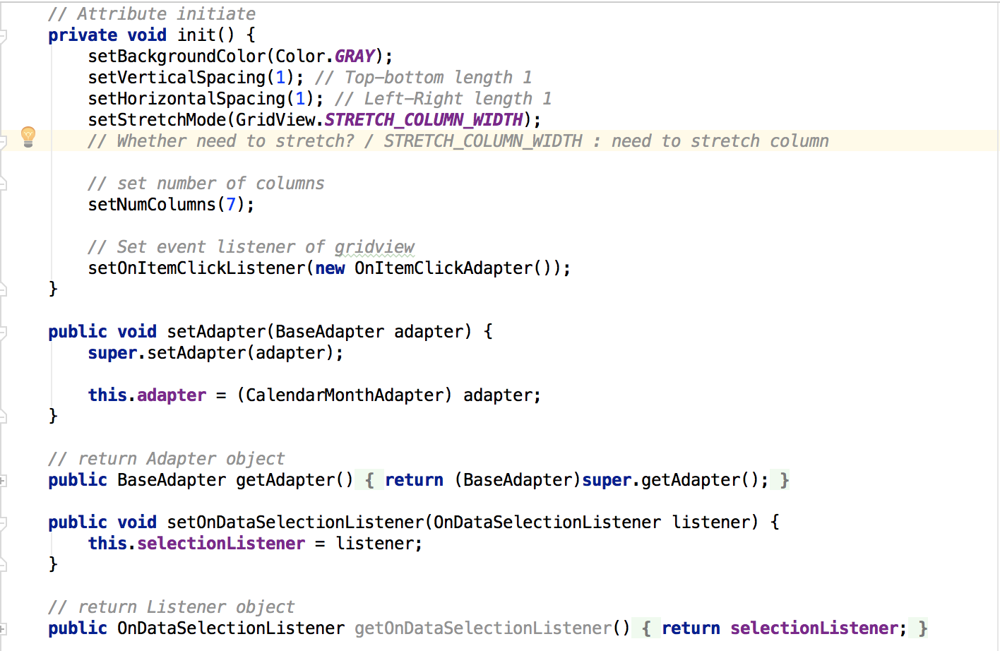 // Attribute initiate
private void init() {
setBackgroundColor(Color.GRAY);
setVerticalSpacing(1); // Top-bottom length 1
setHorizontalSpacing(1); // Left-Right length 1
setStretchMode(GridView.STRETCH_COLUMN_WIDTH);
// Whether need to stretch? / STRETCH_COLUMN_WIDTH : need to stretch column
// set number of columns
setNumColumns(7);
// Set event listener of gridview
setOnItemClickListener(new OnItemClickAdapter());
}
public void setAdapter(BaseAdapter adapter) {
super.setAdapter(adapter);
this.adapter = (CalendarMonthAdapter) adapter;
}
// return Adapter object
public BaseAdapter getAdapter() { return (BaseAdapter)super.getAdapter(); }
public void setOnDataSelectionListener(OnDataSelectionListener listener) {
this.selectionListener = listener;
}
// return Listener object
public OnDataSelectionListener getOnDataSelectionListener() { return selectionListener; }